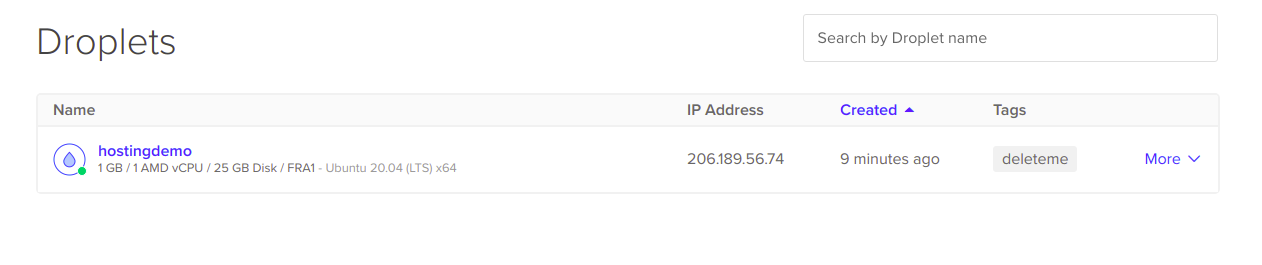 Droplets
Search by Droplet name
Name IP Address Created Tags
hostingdemo
1 GB / 1 AMD vCPU / 25 GB Disk / FRA1 - Ubuntu 20.04 (LTS) x64
206.189.56.74 9 minutes ago deleteme More